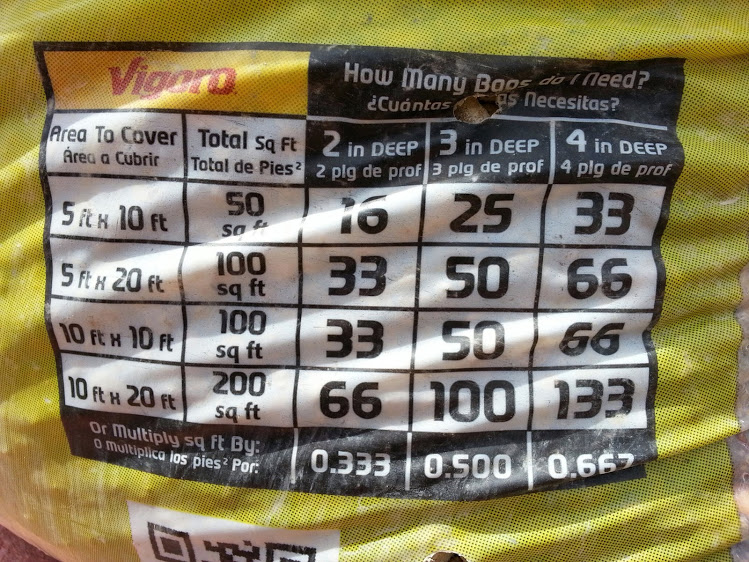 Vigoro
How Many Bags do I Need?
¿Cuántas Necesitas?
Area To Cover
Área a Cubrir
Total Sq Ft
Total de Pies²
2 in DEEP
2 plg de prof
3 in DEEP
3 plg de prof
4 in DEEP
4 plg de prof
5 ft x 10 ft 50 sq ft 16 25 33
5 ft x 20 ft 100 sq ft 33 50 66
10 ft x 10 ft 100 sq ft 33 50 66
10 ft x 20 ft 200 sq ft 66 100 133
Or Multiply sq ft By:
O multiplica los pies² Por:
0.333 0.500 0.667